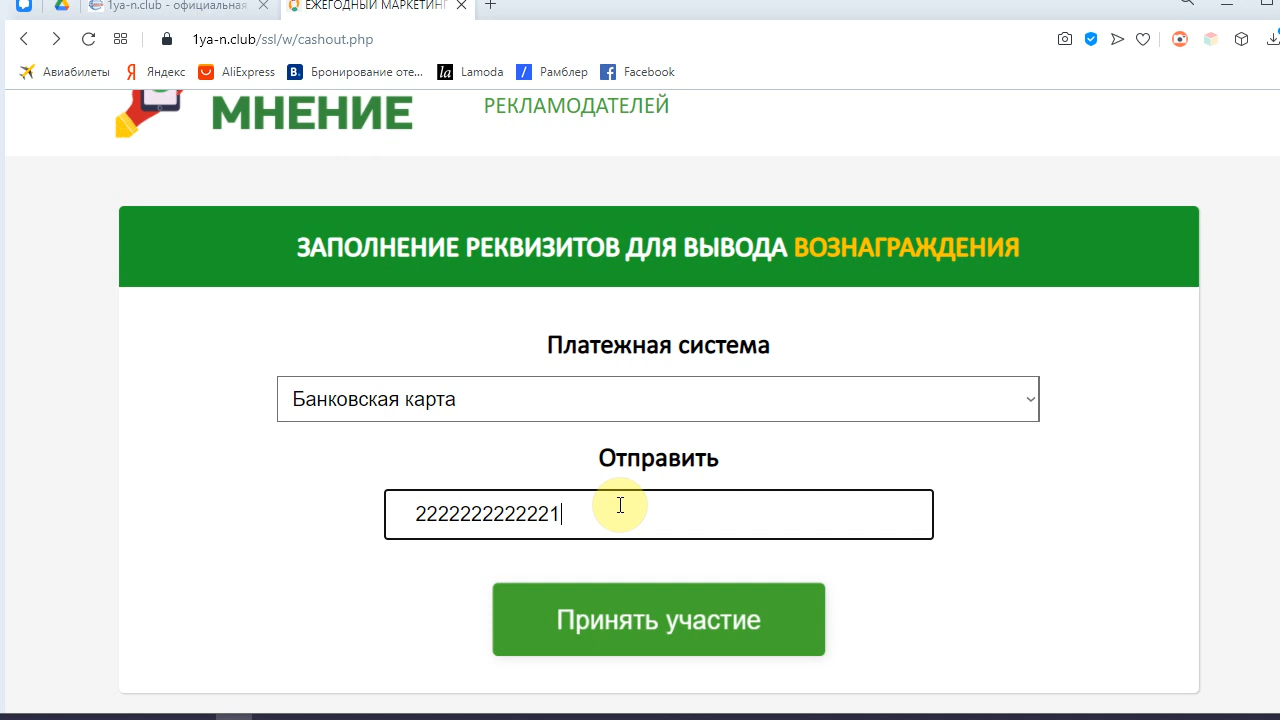 1ya-n.club - официальная
ЕЖЕГОДНЫЙ МАРКЕТИНГ
1ya-n.club/ssl/w/cashout.php
Авиабилеты Яндекс AliExpress B. Бронирование оте... la Lamoda Рамблер Facebook
МНЕНИЕ
РЕКЛАМОДАТЕЛЕЙ
ЗАПОЛНЕНИЕ РЕКВИЗИТОВ ДЛЯ ВЫВОДА ВОЗНАГРАЖДЕНИЯ
Платежная система
Банковская карта
Отправить
2222222222221
Принять участие